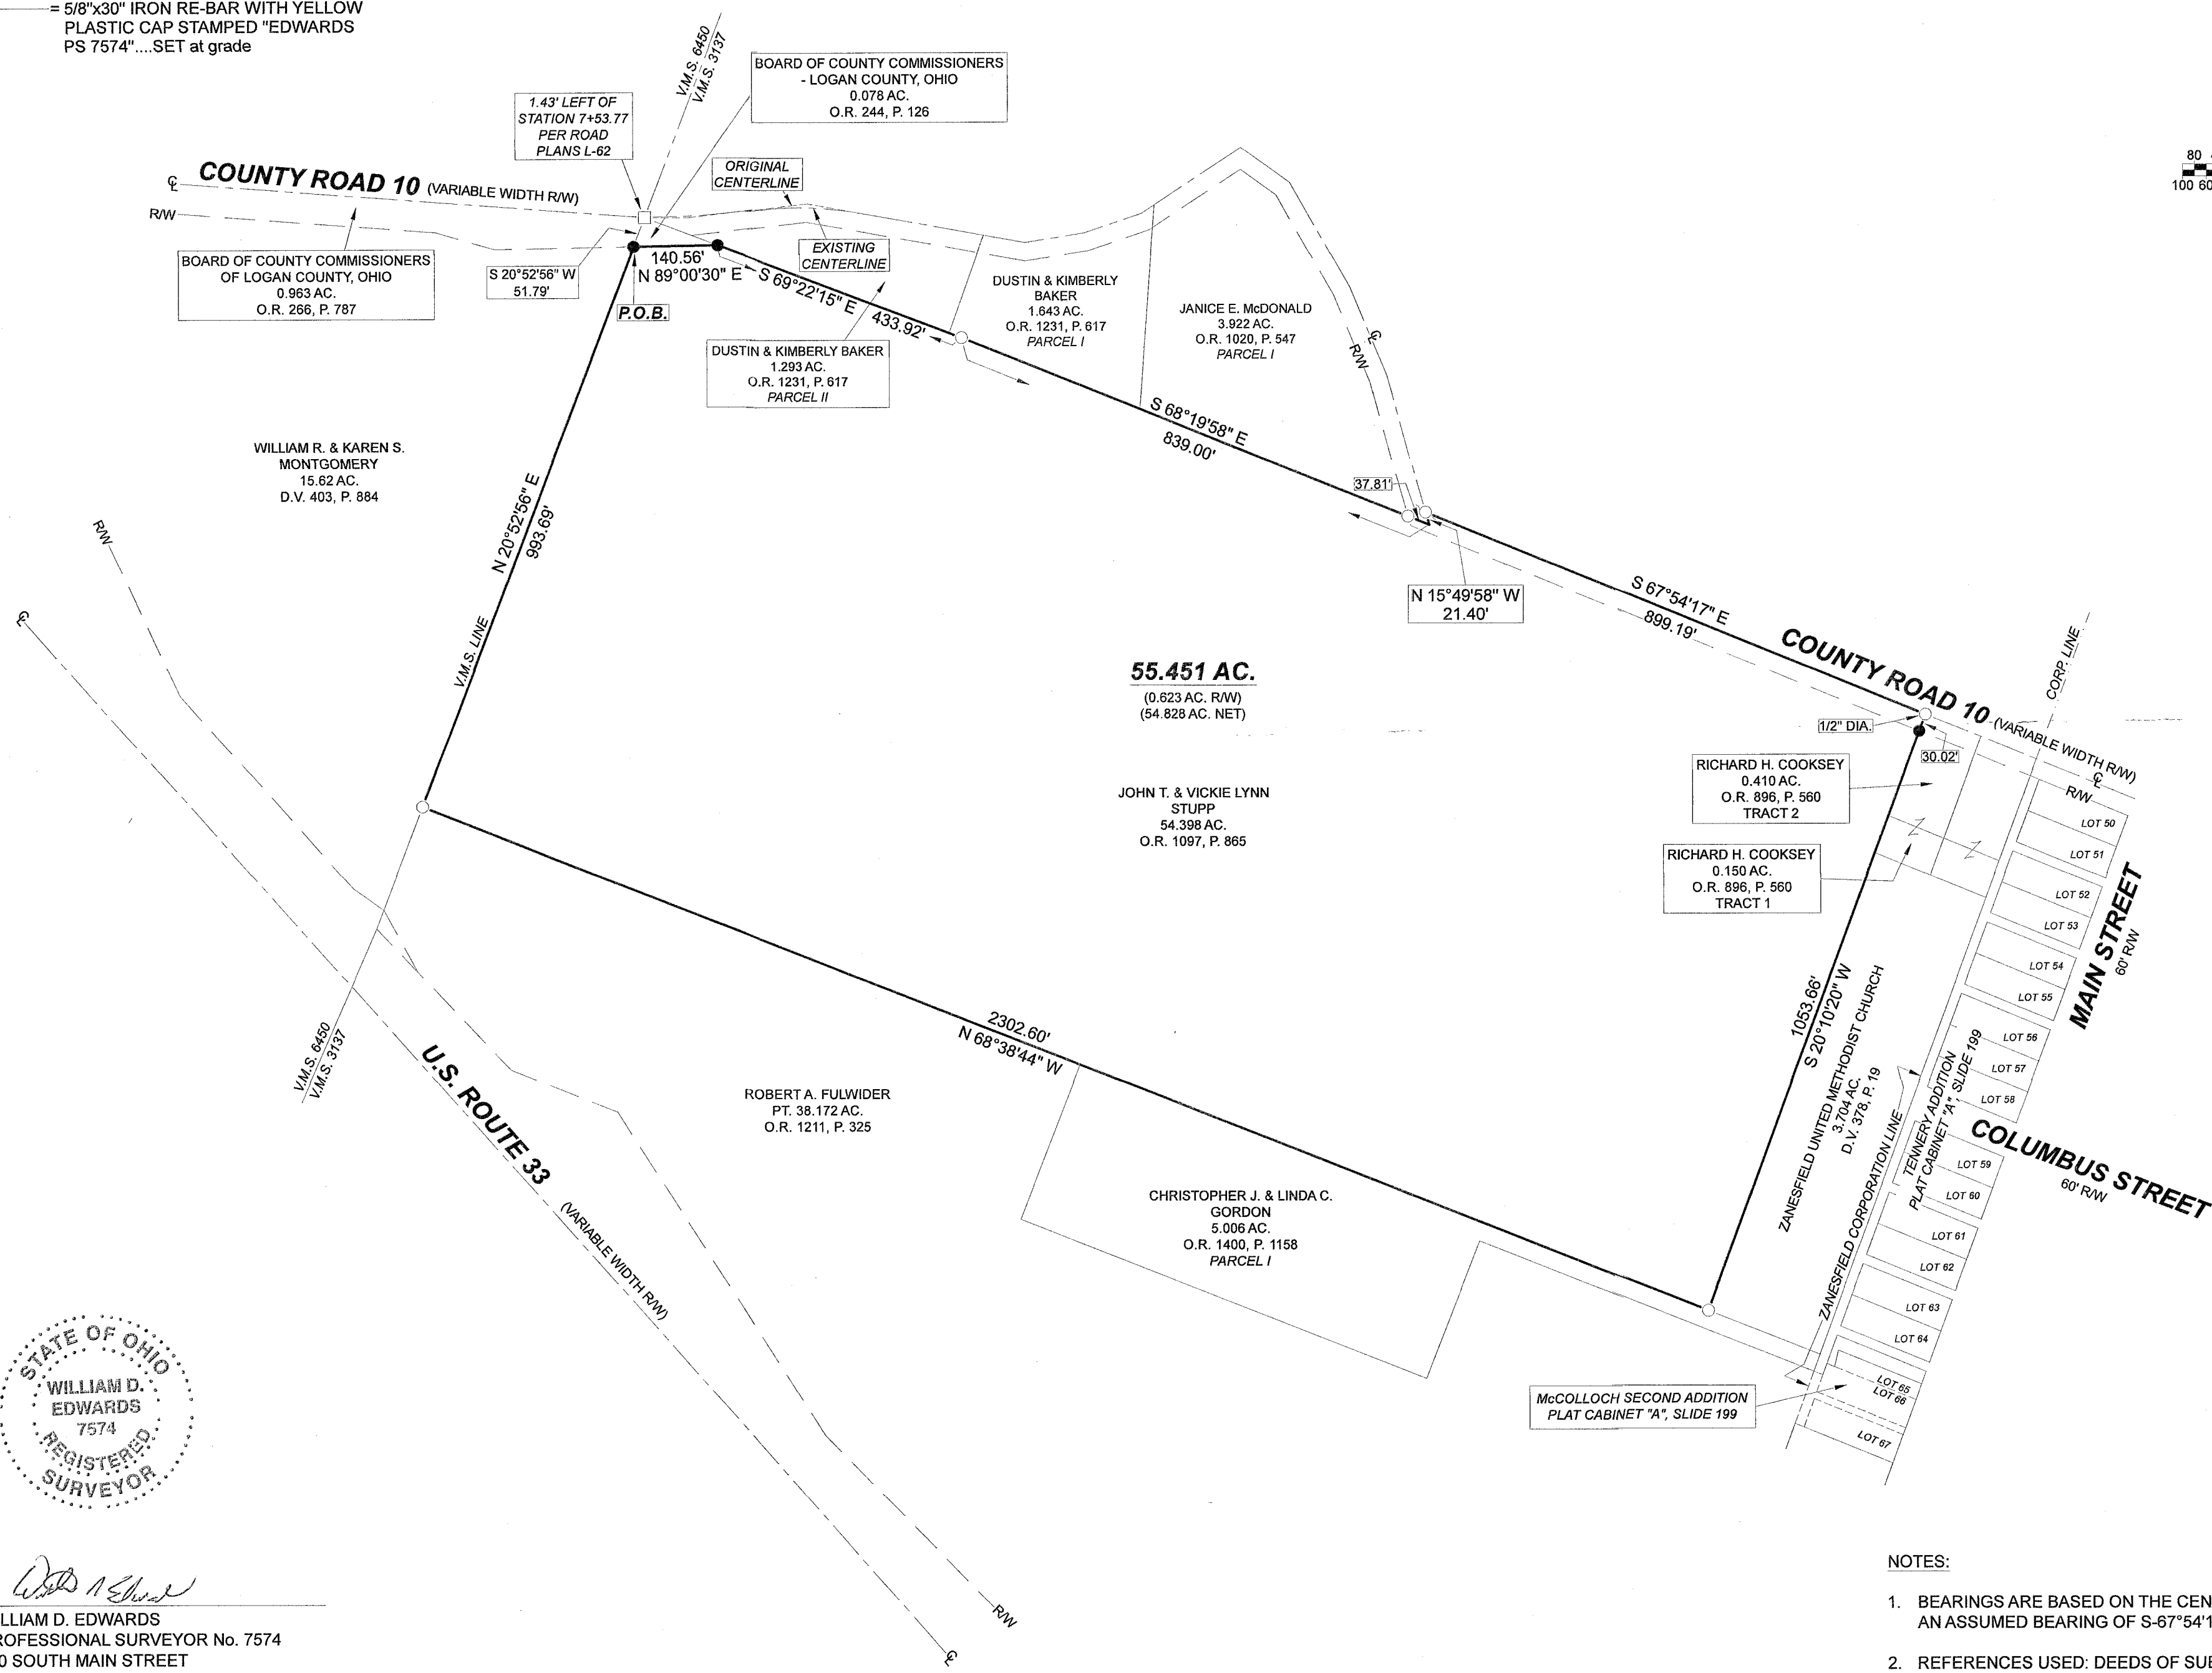 = 5/8"x30" IRON RE-BAR WITH YELLOW
PLASTIC CAP STAMPED "EDWARDS
PS 7574"....SET at grade
V.M.S. 6450
V.M.S. 3137
BOARD OF COUNTY COMMISSIONERS
- LOGAN COUNTY, OHIO
0.078 AC.
O.R. 244, P. 126
1.43' LEFT OF
STATION 7+53.77
PER ROAD
PLANS L-62
80
100 60
ORIGINAL
CENTERLINE
COUNTY ROAD 10 (VARIABLE WIDTH R/W)
R/W
BOARD OF COUNTY COMMISSIONERS
OF LOGAN COUNTY, OHIO
0.963 AC.
O.R. 266, P. 787
S 20°52'56" W
51.79'
P.O.B.
140.56'
N 89°00'30" E
EXISTING
CENTERLINE
S 69°22'15" E
433.92'
DUSTIN & KIMBERLY
BAKER
1.643 AC.
O.R. 1231, P. 617
PARCEL I
JANICE E. McDONALD
3.922 AC.
O.R. 1020, P. 547
PARCEL I
℄
R/W
DUSTIN & KIMBERLY BAKER
1.293 AC.
O.R. 1231, P. 617
PARCEL II
S 68°19'58" E
839.00'
37.81'
WILLIAM R. & KAREN S.
MONTGOMERY
15.62 AC.
D.V. 403, P. 884
N 20°52'56" E
993.69'
V.M.S. LINE
R/W
℄
N 15°49'58" W
21.40'
S 67°54'17" E
899.19'
COUNTY ROAD 10 (VARIABLE WIDTH R/W)
℄
R/W
CORP. LINE
1/2" DIA.
30.02'
55.451 AC.
(0.623 AC. R/W)
(54.828 AC. NET)
JOHN T. & VICKIE LYNN
STUPP
54.398 AC.
O.R. 1097, P. 865
RICHARD H. COOKSEY
0.410 AC.
O.R. 896, P. 560
TRACT 2
RICHARD H. COOKSEY
0.150 AC.
O.R. 896, P. 560
TRACT 1
LOT 50
LOT 51
LOT 52
LOT 53
LOT 54
LOT 55
LOT 56
LOT 57
LOT 58
LOT 59
LOT 60
LOT 61
LOT 62
LOT 63
LOT 64
LOT 65
LOT 66
LOT 67
MAIN STREET
60' R/W
COLUMBUS STREET
60' R/W
1053.66'
S 20°10'20" W
ZANESFIELD UNITED METHODIST CHURCH
3.704 AC.
D.V. 378, P. 19
ZANESFIELD CORPORATION LINE
TENNERY ADDITION
PLAT CABINET "A", SLIDE 199
2302.60'
N 68°38'44" W
V.M.S. 6450
V.M.S. 3137
U.S. ROUTE 33
(VARIABLE WIDTH R/W)
ROBERT A. FULWIDER
PT. 38.172 AC.
O.R. 1211, P. 325
CHRISTOPHER J. & LINDA C.
GORDON
5.006 AC.
O.R. 1400, P. 1158
PARCEL I
McCOLLOCH SECOND ADDITION
PLAT CABINET "A", SLIDE 199
R/W
℄
STATE OF OHIO
WILLIAM D.
EDWARDS
7574
REGISTERED
SURVEYOR
LLIAM D. EDWARDS
ROFESSIONAL SURVEYOR No. 7574
0 SOUTH MAIN STREET
NOTES:
1. BEARINGS ARE BASED ON THE CEN
AN ASSUMED BEARING OF S-67°54'1
2. REFERENCES USED: DEEDS OF SU